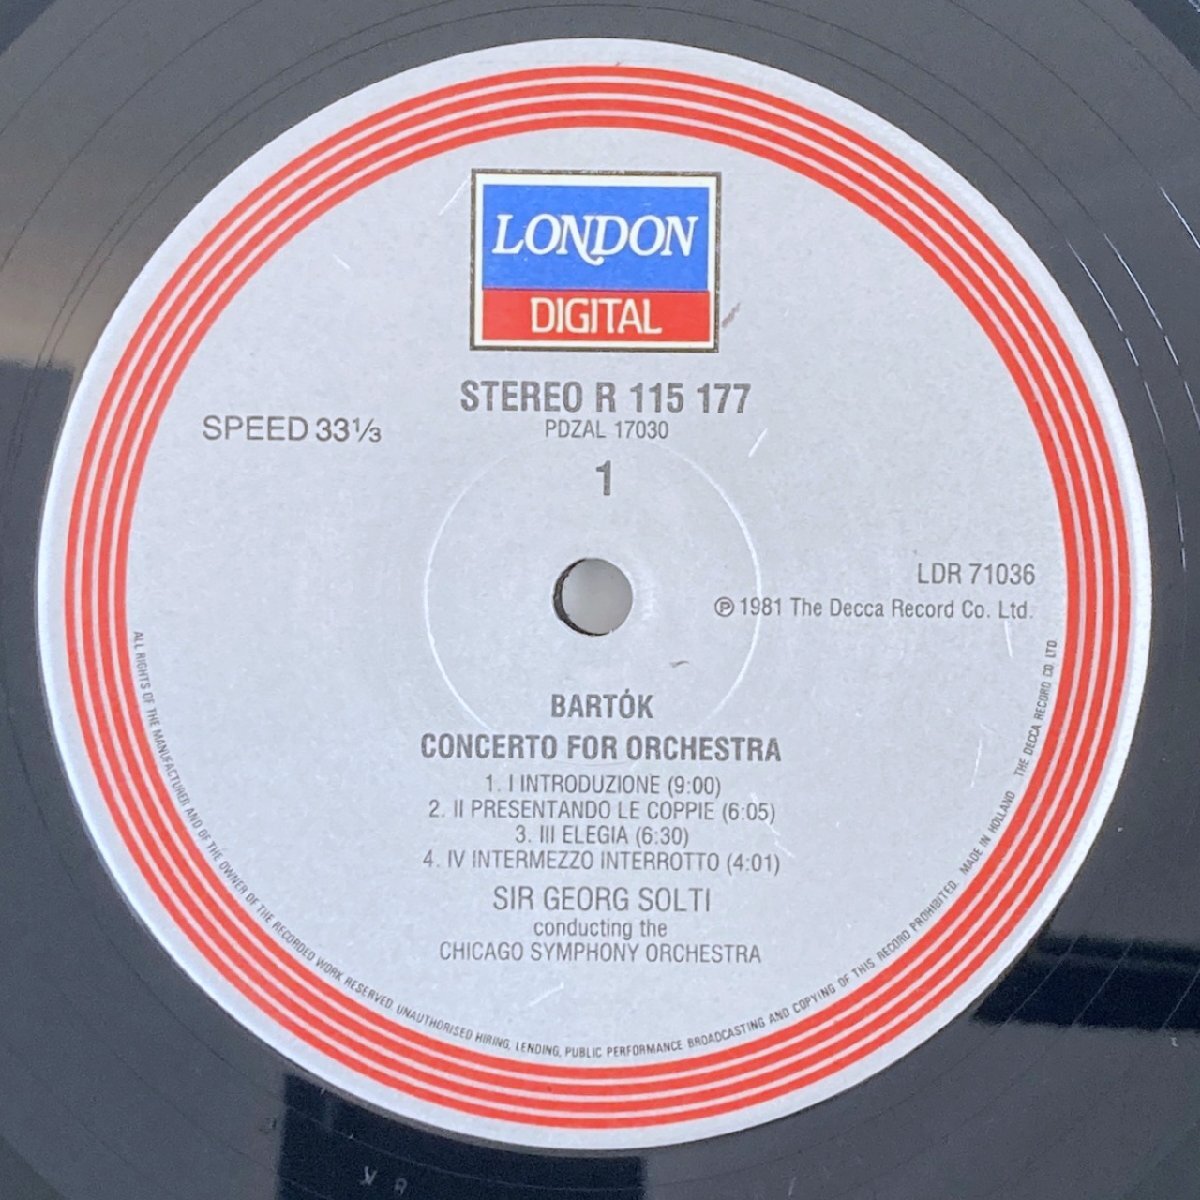 LONDON
DIGITAL
STEREO R 115 177
PDZAL 17030
SPEED 33⅓
1
LDR 71036
℗ 1981 The Decca Record Co. Ltd.
BARTÓK
CONCERTO FOR ORCHESTRA
1. I INTRODUZIONE (9:00)
2. II PRESENTANDO LE COPPIE (6:05)
3. III ELEGIA (6:30)
4. IV INTERMEZZO INTERROTTO (4:01)
SIR GEORG SOLTI
conducting the
CHICAGO SYMPHONY ORCHESTRA
ALL RIGHTS OF THE MANUFACTURER AND OF THE OWNER OF THE RECORDED WORK RESERVED. UNAUTHORISED HIRING, LENDING, PUBLIC PERFORMANCE BROADCASTING AND COPYING OF THIS RECORD PROHIBITED. MADE IN HOLLAND THE DECCA RECORD CO LTD